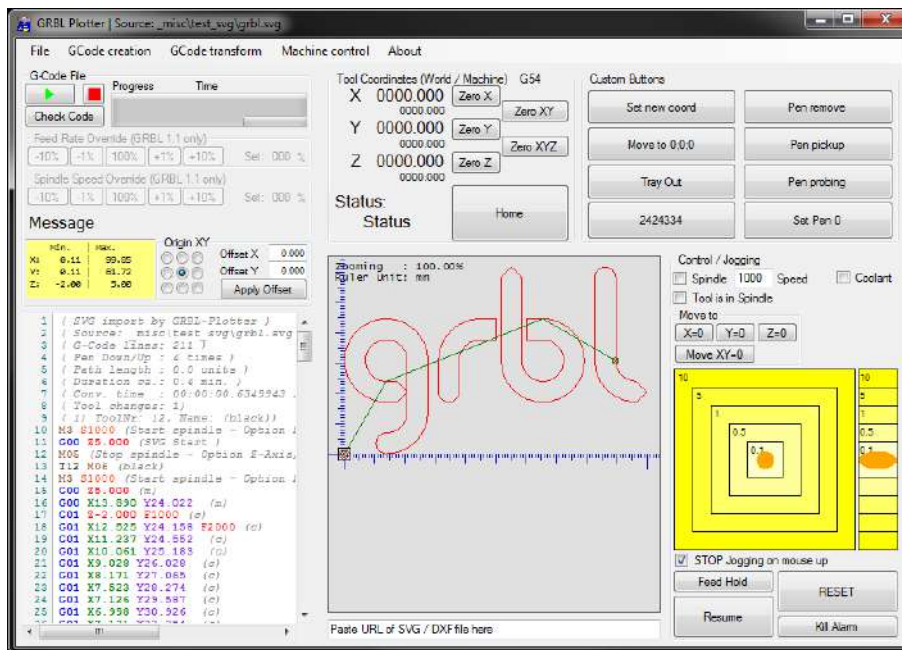 GRBL Plotter | Source: _misc\test_svg\grbl.svg
File GCode creation GCode transform Machine control About
G-Code File
Progress Time
Check Code
Feed Rate Override (GRBL 1.1 only)
-10% -1% 100% +1% +10% Set: 000 %
Spindle Speed Override (GRBL 1.1 only)
-10% -1% 100% +1% +10% Set: 000 %
Message
Min. Max.
X: 0.11 99.85
Y: 0.11 61.72
Z: -2.00 5.00
Origin XY
Offset X 0.000
Offset Y 0.000
Apply Offset
1 ( SVG import by GRBL-Plotter )
2 ( Source: misc\test svg\grbl.svg
3 ( G-Code lines: 211 )
4 ( Pen Down/Up : 4 times )
5 ( Path length : 0.0 units )
6 ( Duration ca.: 0.4 min. )
7 ( Conv. time : 00:00:00.6349943
8 ( Tool changes: 1)
9 ( 1) ToolNr: 12, Name: (black))
10 M3 S1000 (Start spindle - Option
11 G00 Z5.000 (SVG Start )
12 M05 (Stop spindle - Option Z-Axis
13 T12 M06 (black)
14 M3 S1000 (Start spindle - Option
15 G00 Z5.000 (m)
16 G00 X13.890 Y24.022 (m)
17 G01 Z-2.000 F1000 (c)
18 G01 X12.525 Y24.158 F2000 (c)
19 G01 X11.237 Y24.552 (c)
20 G01 X10.061 Y25.183 (c)
21 G01 X9.028 Y26.028 (c)
22 G01 X8.171 Y27.065 (c)
23 G01 X7.523 Y28.274 (c)
24 G01 X7.126 Y29.587 (c)
25 G01 X6.998 Y30.926 (c)
Tool Coordinates (World / Machine) G54
X 0000.000 Zero X
0000.000 Zero XY
Y 0000.000 Zero Y
0000.000 Zero XYZ
Z 0000.000 Zero Z
0000.000
Status:
Status
Home
Zooming : 100.00%
Ruler Unit: mm
Paste URL of SVG / DXF file here
Custom Buttons
Set new coord Pen remove
Move to 0;0;0 Pen pickup
Tray Out Pen probing
2424334 Set Pen 0
Control / Jogging
Spindle 1000 Speed Coolant
Tool is in Spindle
Move to
X=0 Y=0 Z=0
Move XY=0
10 10
5 5
1 1
0.5 0.5
0.1 0.1
STOP Jogging on mouse up
Feed Hold
RESET
Resume
Kill Alarm